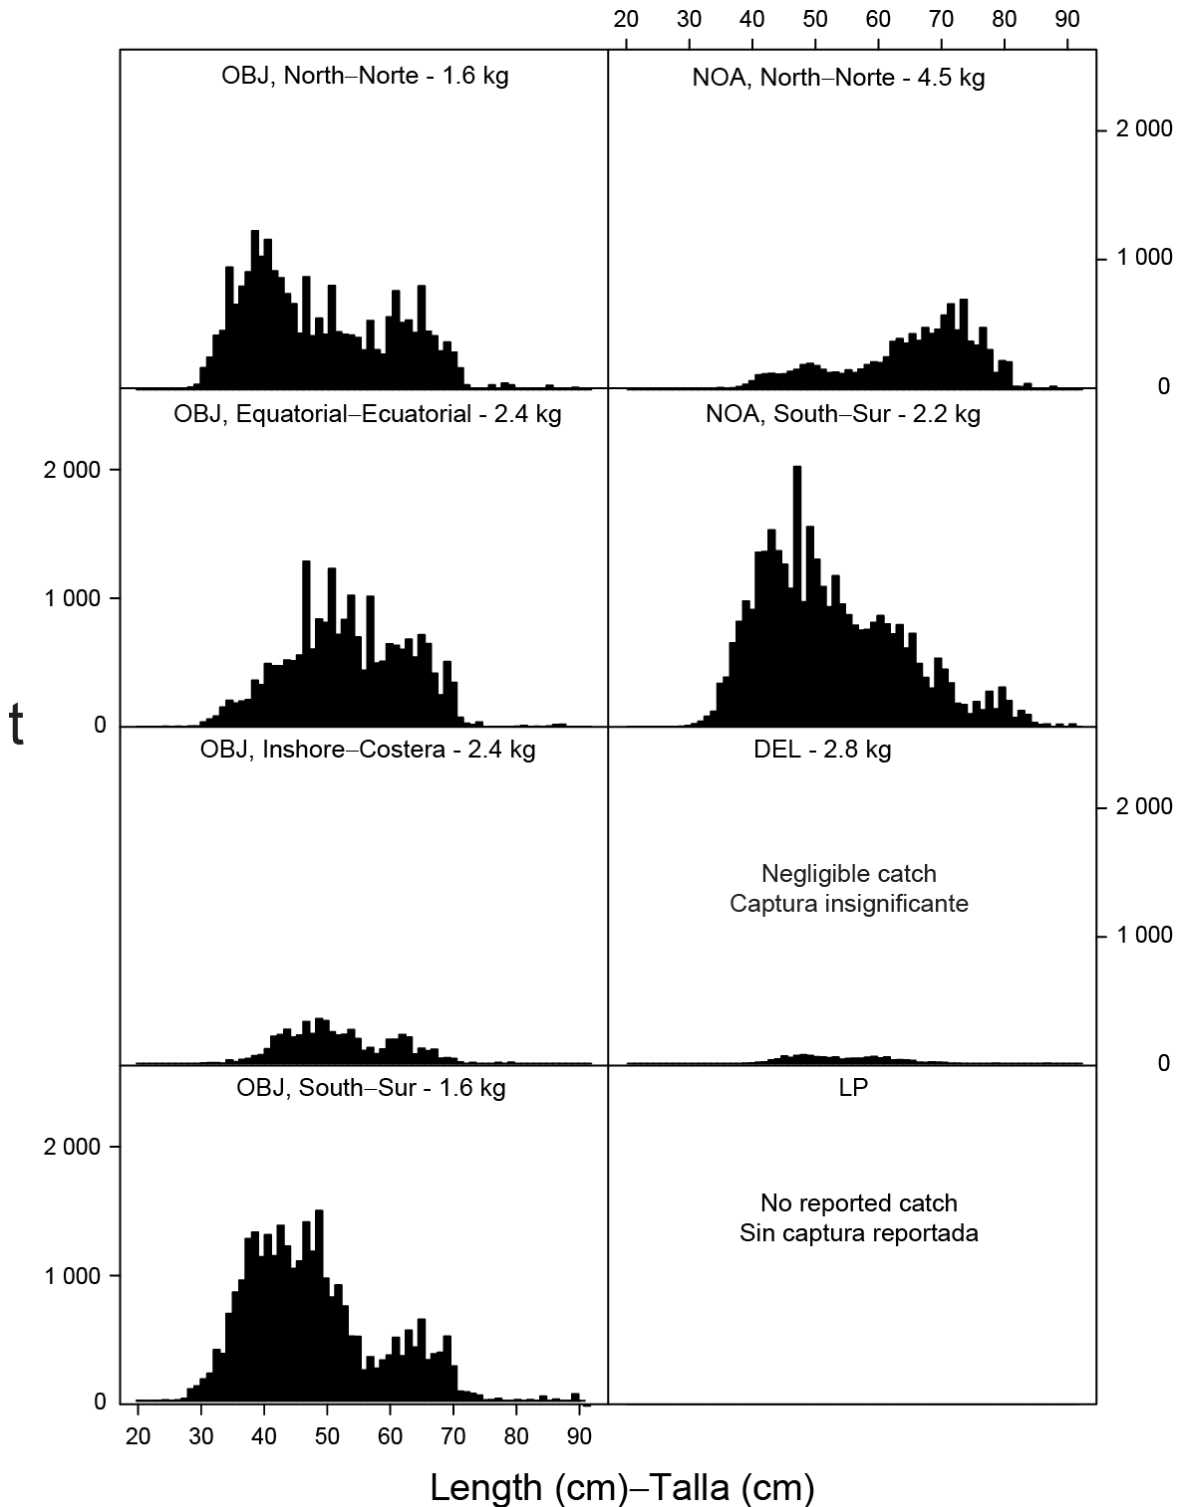 20 30 40 50 60 70 80 90
OBJ, North–Norte - 1.6 kg
NOA, North–Norte - 4.5 kg
2 000
1 000
0
OBJ, Equatorial–Ecuatorial - 2.4 kg
NOA, South–Sur - 2.2 kg
2 000
1 000
0
t
OBJ, Inshore–Costera - 2.4 kg
DEL - 2.8 kg
2 000
Negligible catch
Captura insignificante
1 000
0
OBJ, South–Sur - 1.6 kg
LP
2 000
No reported catch
Sin captura reportada
1 000
0
20 30 40 50 60 70 80 90
Length (cm)–Talla (cm)